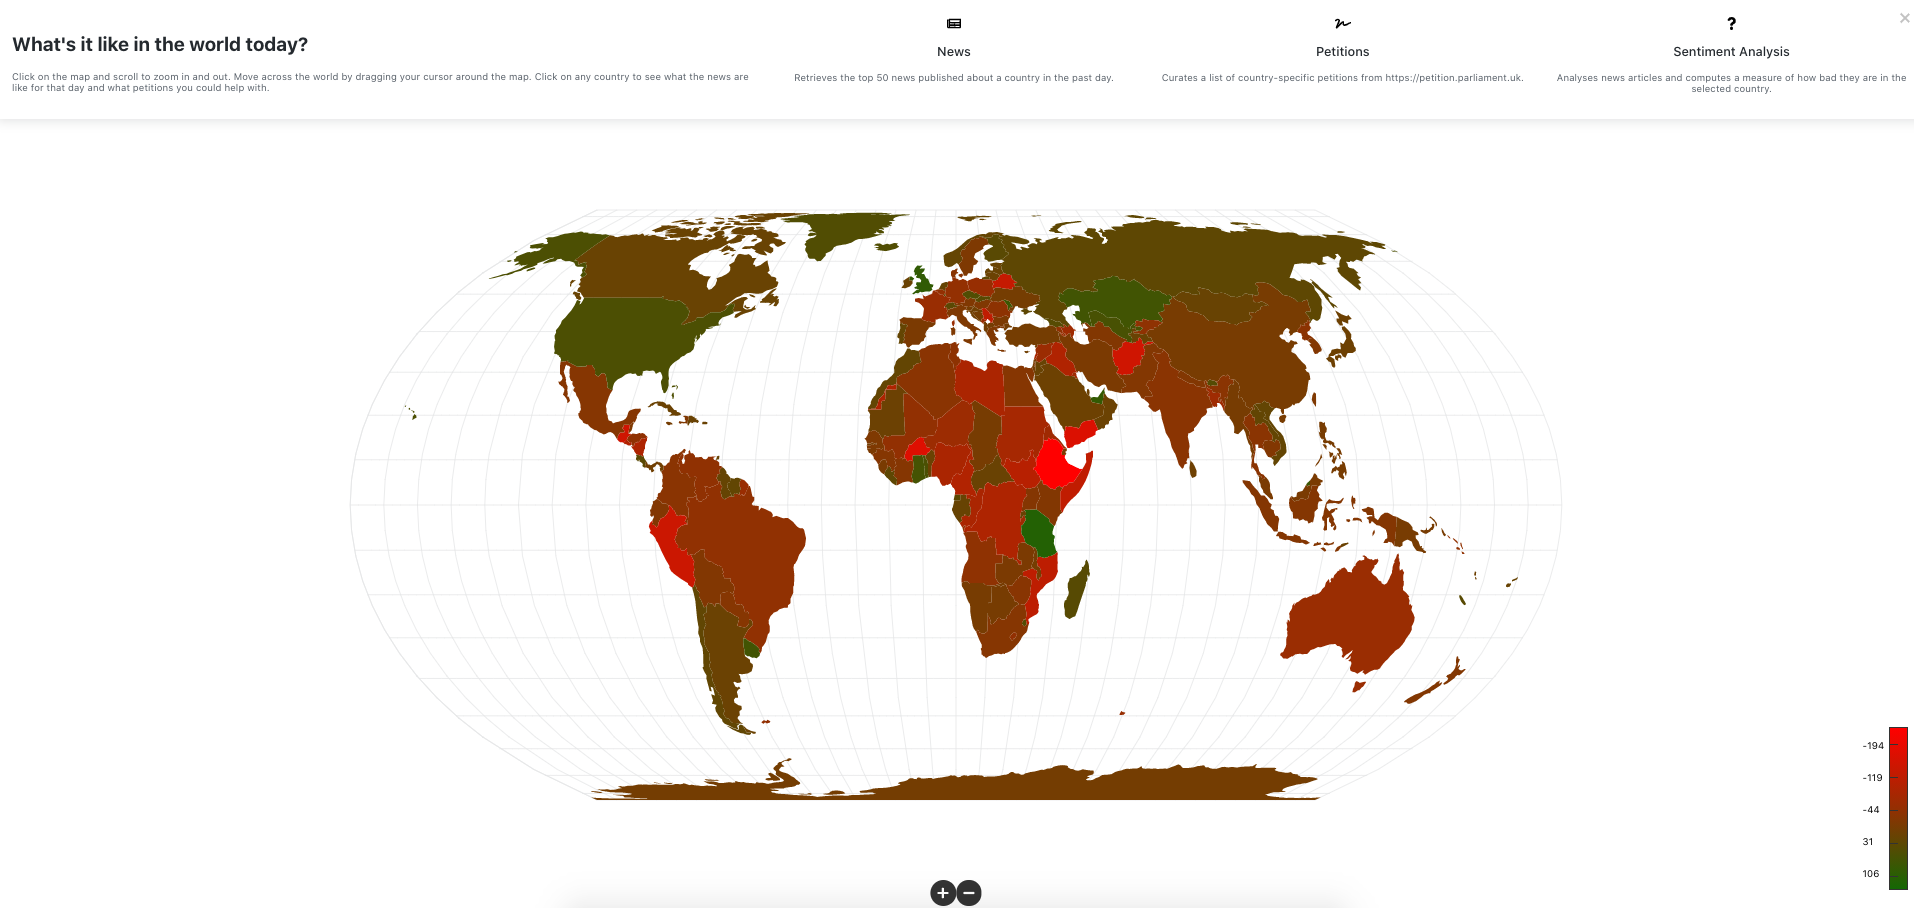 What's it like in the world today?
Click on the map and scroll to zoom in and out. Move across the world by dragging your cursor around the map. Click on any country to see what the news are
like for that day and what petitions you could help with.
News
Retrieves the top 50 news published about a country in the past day.
Petitions
Curates a list of country-specific petitions from https://petition.parliament.uk.
?
Sentiment Analysis
Analyses news articles and computes a measure of how bad they are in the
selected country.
×
-194
-119
-44
31
106
+ −